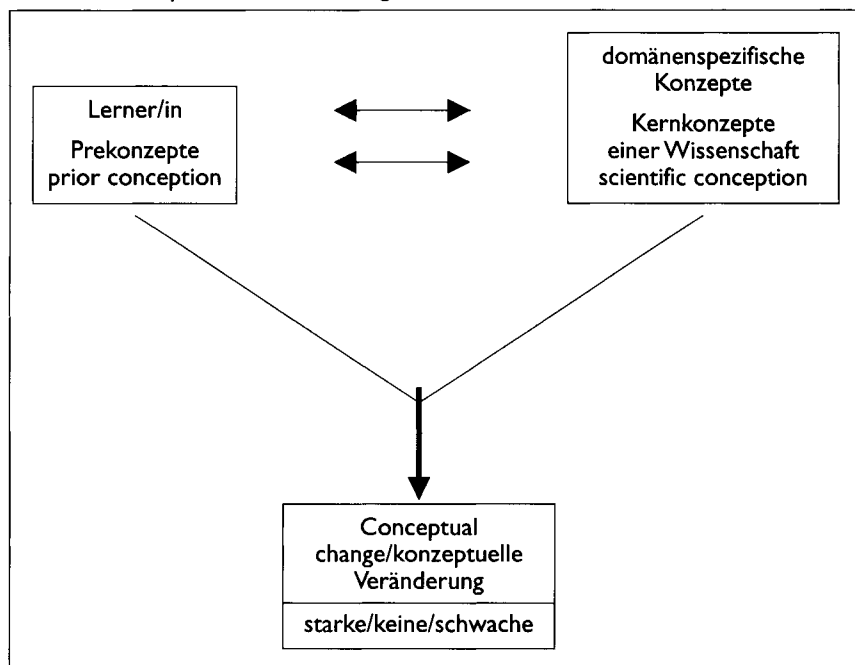 Lerner/in
Prekonzepte
prior conception
domänenspezifische
Konzepte
Kernkonzepte
einer Wissenschaft
scientific conception
Conceptual
change/konzeptuelle
Veränderung
starke/keine/schwache